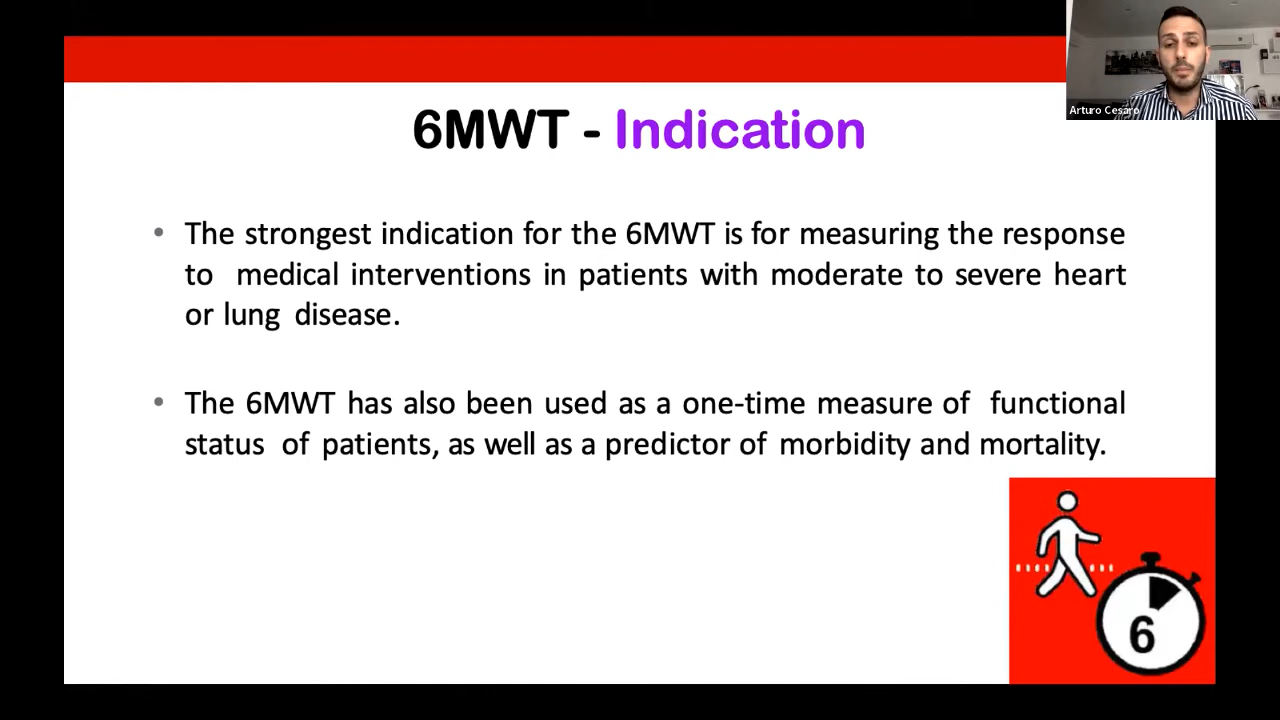 Arturo Cesaro
6MWT - Indication
• The strongest indication for the 6MWT is for measuring the response
to medical interventions in patients with moderate to severe heart
or lung disease.
• The 6MWT has also been used as a one-time measure of functional
status of patients, as well as a predictor of morbidity and mortality.
6